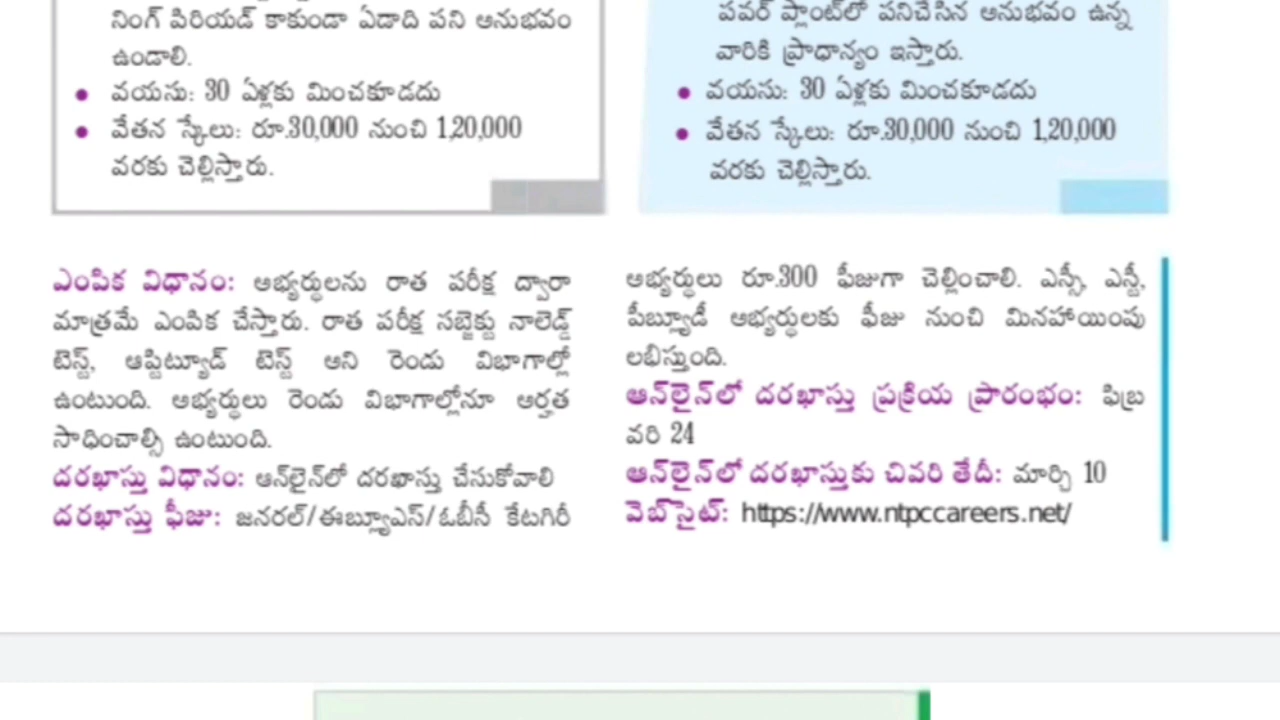 నింగ్ పిరియడ్ కాకుండా ఏడాది పని అనుభవం
ఉండాలి.
• వయసు: 30 ఏళ్లకు మించకూడదు
• వేతన స్కేలు: రూ.30,000 నుంచి 1,20,000
వరకు చెల్లిస్తారు.
పవర్ ప్లాంట్‌లో పనిచేసిన అనుభవం ఉన్న
వారికి ప్రాధాన్యం ఇస్తారు.
• వయసు: 30 ఏళ్లకు మించకూడదు
• వేతన స్కేలు: రూ.30,000 నుంచి 1,20,000
వరకు చెల్లిస్తారు.
ఎంపిక విధానం: అభ్యర్థులను రాత పరీక్ష ద్వారా
మాత్రమే ఎంపిక చేస్తారు. రాత పరీక్ష సబ్జెక్టు నాలెడ్జ్
టెస్ట్, ఆప్టిట్యూడ్ టెస్ట్ అని రెండు విభాగాల్లో
ఉంటుంది. అభ్యర్థులు రెండు విభాగాల్లోనూ అర్హత
సాధించాల్సి ఉంటుంది.
దరఖాస్తు విధానం: ఆన్‌లైన్‌లో దరఖాస్తు చేసుకోవాలి
దరఖాస్తు ఫీజు: జనరల్/ఈబ్ల్యూఎస్/ఓబీసీ కేటగిరీ
అభ్యర్థులు రూ.300 ఫీజుగా చెల్లించాలి. ఎస్సీ, ఎస్టీ,
పీబ్ల్యూడీ అభ్యర్థులకు ఫీజు నుంచి మినహాయింపు
లభిస్తుంది.
ఆన్‌లైన్‌లో దరఖాస్తు ప్రక్రియ ప్రారంభం: ఫిబ్ర
వరి 24
ఆన్‌లైన్‌లో దరఖాస్తుకు చివరి తేదీ: మార్చి 10
వెబ్‌సైట్: https://www.ntpccareers.net/